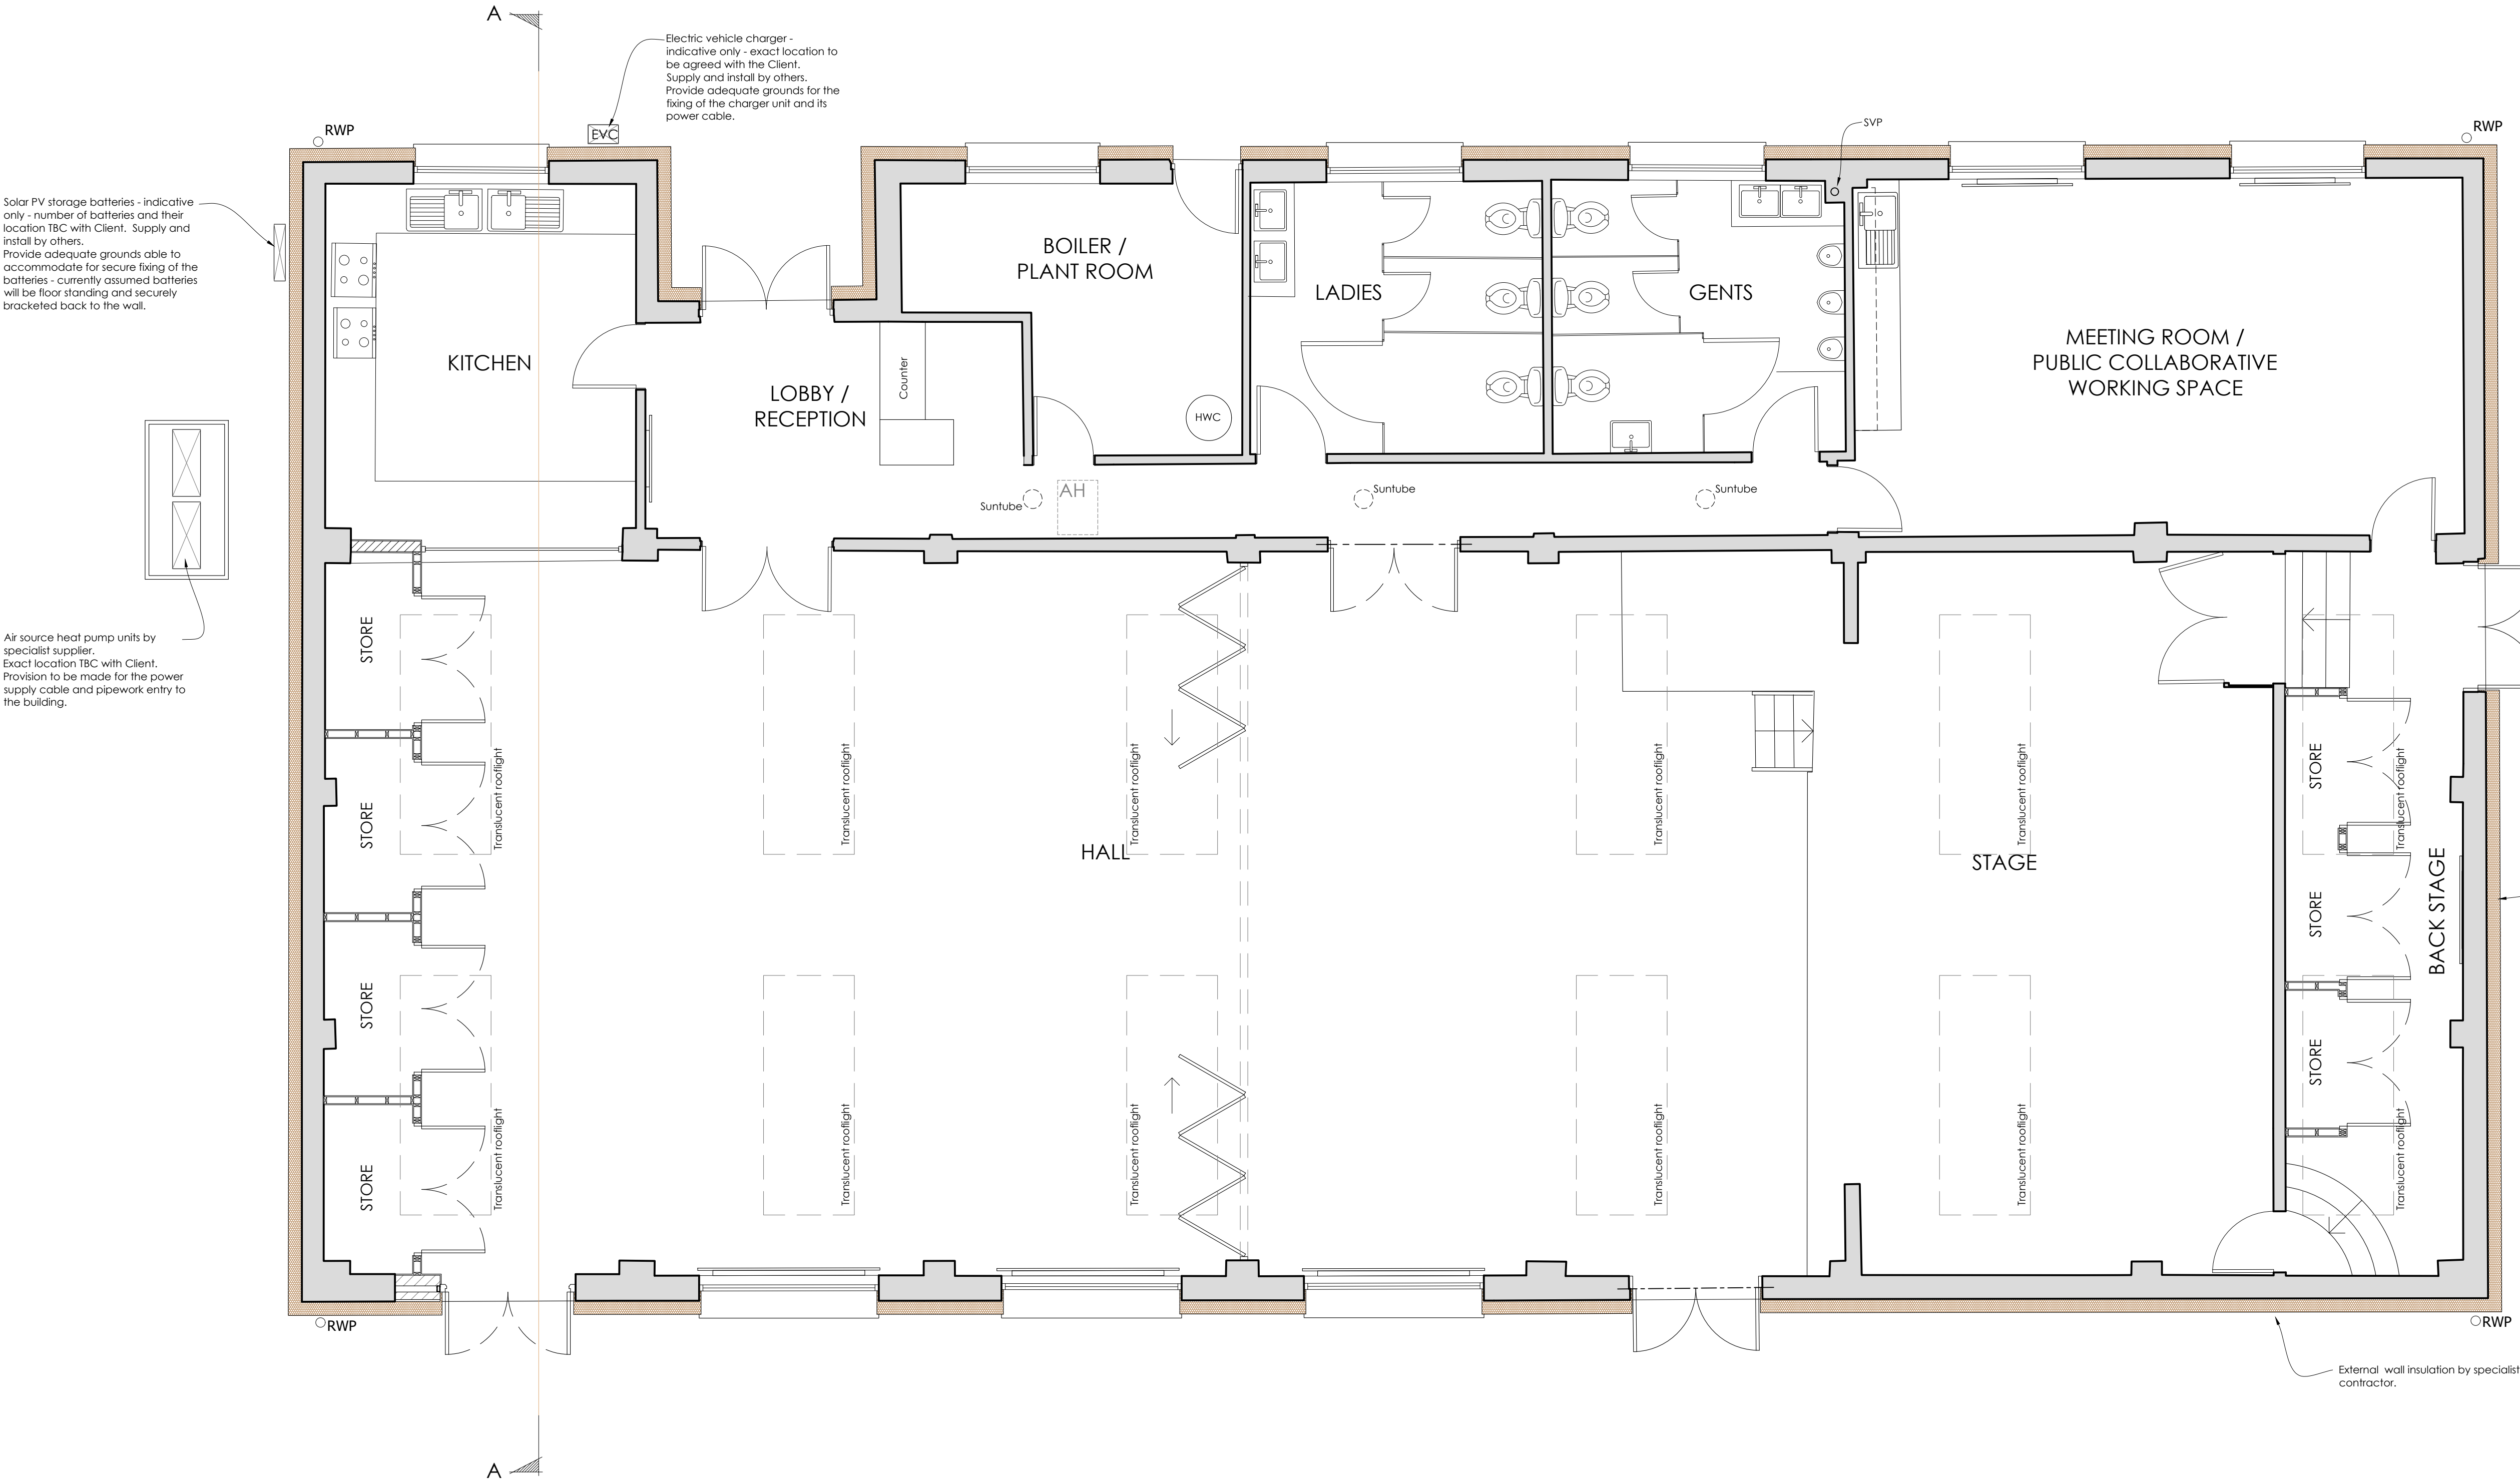 A
Electric vehicle charger -
indicative only - exact location to
be agreed with the Client.
Supply and install by others.
Provide adequate grounds for the
fixing of the charger unit and its
power cable.
EVC
RWP
SVP
RWP
Solar PV storage batteries - indicative
only - number of batteries and their
location TBC with Client. Supply and
install by others.
Provide adequate grounds able to
accommodate for secure fixing of the
batteries - currently assumed batteries
will be floor standing and securely
bracketed back to the wall.
KITCHEN
LOBBY /
RECEPTION
Counter
BOILER /
PLANT ROOM
HWC
LADIES
GENTS
MEETING ROOM /
PUBLIC COLLABORATIVE
WORKING SPACE
Suntube
AH
Suntube
Suntube
Air source heat pump units by
specialist supplier.
Exact location TBC with Client.
Provision to be made for the power
supply cable and pipework entry to
the building.
STORE
STORE
STORE
STORE
Translucent rooflight
Translucent rooflight
Translucent rooflight
Translucent rooflight
Translucent rooflight
Translucent rooflight
HALL
STAGE
STORE
STORE
STORE
BACK STAGE
Translucent rooflight
Translucent rooflight
Translucent rooflight
Translucent rooflight
Translucent rooflight
Translucent rooflight
RWP
RWP
External wall insulation by specialist
contractor.
A